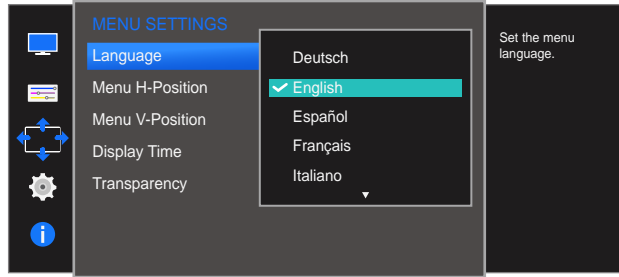 MENU SETTINGS
Language
Menu H-Position
Menu V-Position
Display Time
Transparency
Deutsch
English
Español
Français
Italiano
Set the menu
language.